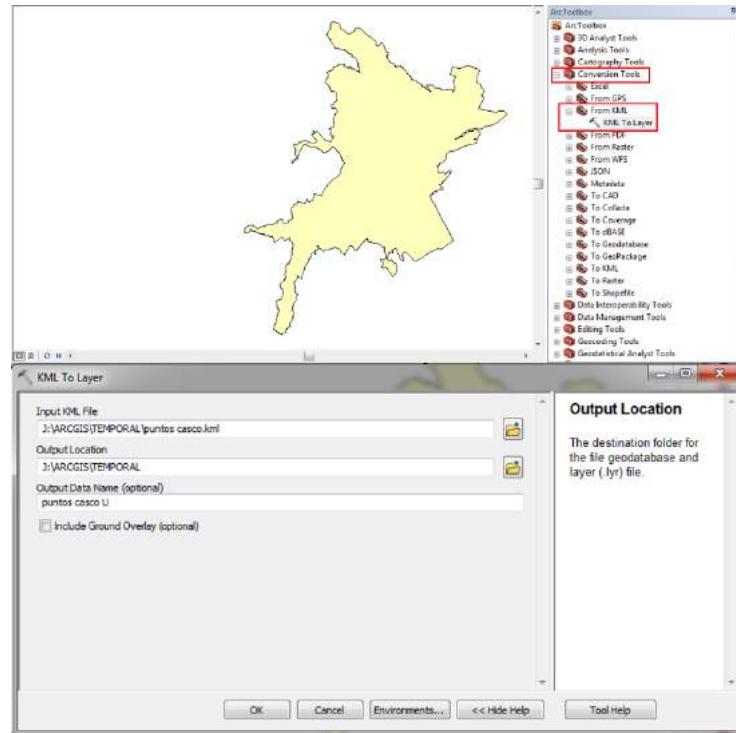 ArcToolbox
ArcToolbox
3D Analyst Tools
Analysis Tools
Cartography Tools
Conversion Tools
Excel
From GPS
From KML
KML To Layer
From PDF
From Raster
From WFS
JSON
Metadata
To CAD
To Collada
To Coverage
To dBASE
To Geodatabase
To GeoPackage
To KML
To Raster
To Shapefile
Data Interoperability Tools
Data Management Tools
Editing Tools
Geocoding Tools
Geostatistical Analyst Tools
KML To Layer
Input KML File
J:\ARCGIS\TEMPORAL\puntos casco.kml
Output Location
J:\ARCGIS\TEMPORAL
Output Data Name (optional)
puntos casco U
Include Ground Overlay (optional)
Output Location
The destination folder for
the file geodatabase and
layer (.lyr) file.
OK
Cancel
Environments...
<< Hide Help
Tool Help